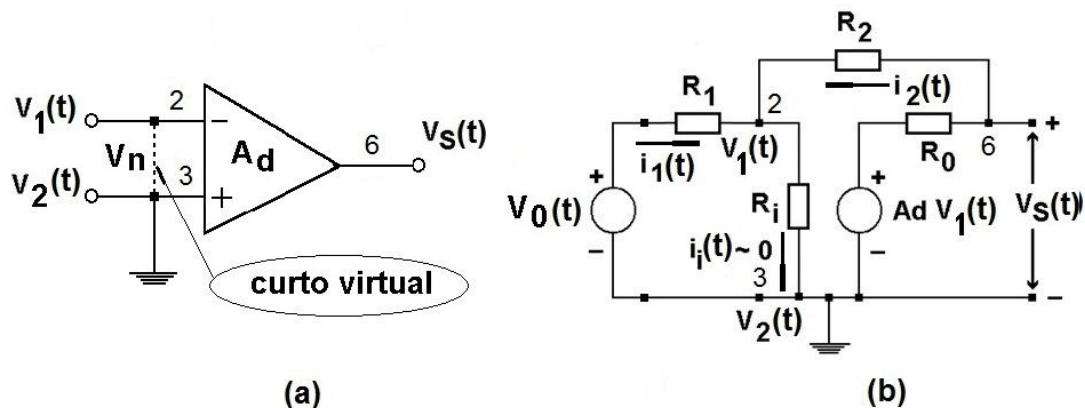 V1(t)
2
−
Vn
Ad
6
VS(t)
V2(t)
3
+
curto virtual
(a)
R2
i2(t)
R1
2
V1(t)
i1(t)
R0
6
+
+
V0(t)
−
Ri
ii(t)~ 0
+
Ad V1(t)
−
VS(t)
3
V2(t)
−
(b)